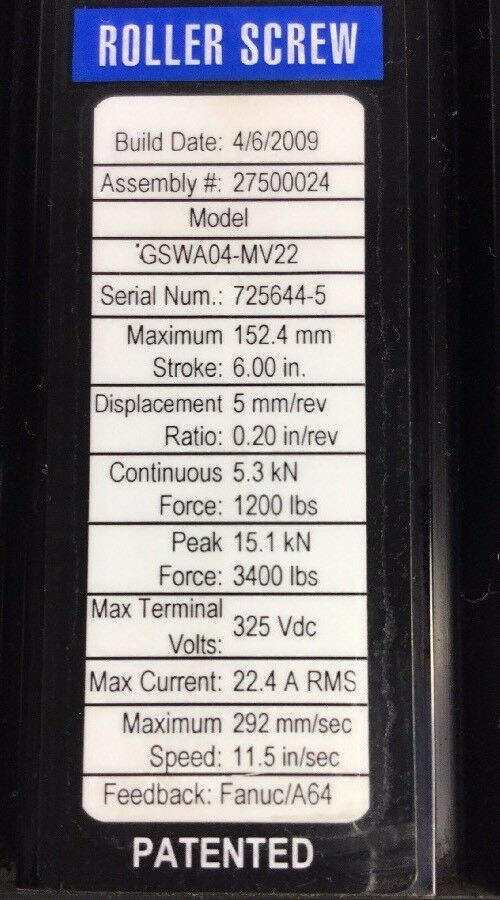 ROLLER SCREW
Build Date: 4/6/2009
Assembly #: 27500024
Model
GSWA04-MV22
Serial Num.: 725644-5
Maximum 152.4 mm
Stroke: 6.00 in.
Displacement 5 mm/rev
Ratio: 0.20 in/rev
Continuous 5.3 kN
Force: 1200 lbs
Peak 15.1 kN
Force: 3400 lbs
Max Terminal
Volts: 325 Vdc
Max Current: 22.4 A RMS
Maximum 292 mm/sec
Speed: 11.5 in/sec
Feedback: Fanuc/A64
PATENTED